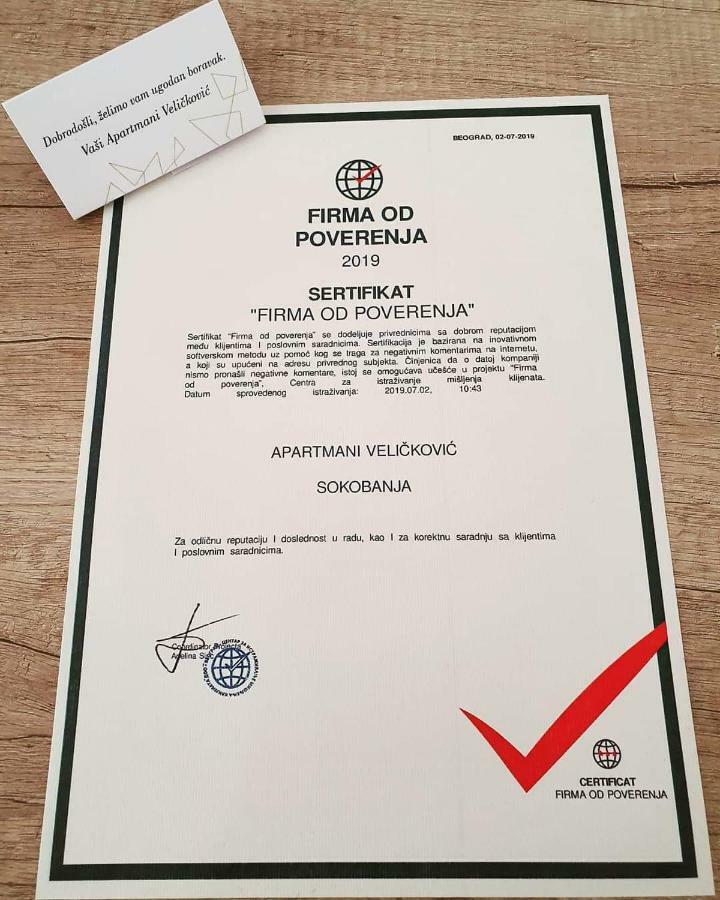 Dobrodošli, želimo vam ugodan boravak.
Vaši Apartmani Veličković
BEOGRAD, 02-07-2019
FIRMA OD
POVERENJA
2019
SERTIFIKAT
"FIRMA OD POVERENJA"
Sertifikat "Firma od poverenja" se dodeljuje privrednicima sa dobrom reputacijom
među klijentima I poslovnim saradnicima. Sertifikacija je bazirana na inovativnom
softverskom metodu uz pomoć kog se traga za negativnim komentarima na internetu,
a koji su upućeni na adresu privrednog subjekta. Činjenica da o datoj kompaniji
nismo pronašli negativne komentare, istoj se omogućava učešće u projektu "Firma
od poverenja", Centra za istraživanje mišljenja klijenata.
Datum sprovedenog istraživanja: 2019.07.02, 10:43
APARTMANI VELIČKOVIĆ
SOKOBANJA
Za odličnu reputaciju I doslednost u radu, kao I za korektnu saradnju sa klijentima
I poslovnim saradnicima.
Coordinator Projects
CERTIFICAT
FIRMA OD POVERENJA